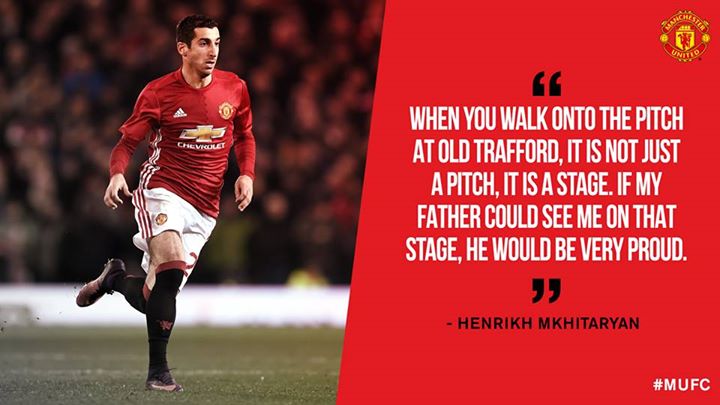 MANCHESTER
UNITED
adidas
CHEVROLET
“
WHEN YOU WALK ONTO THE PITCH
AT OLD TRAFFORD, IT IS NOT JUST
A PITCH, IT IS A STAGE. IF MY
FATHER COULD SEE ME ON THAT
STAGE, HE WOULD BE VERY PROUD.
”
- HENRIKH MKHITARYAN
#MUFC